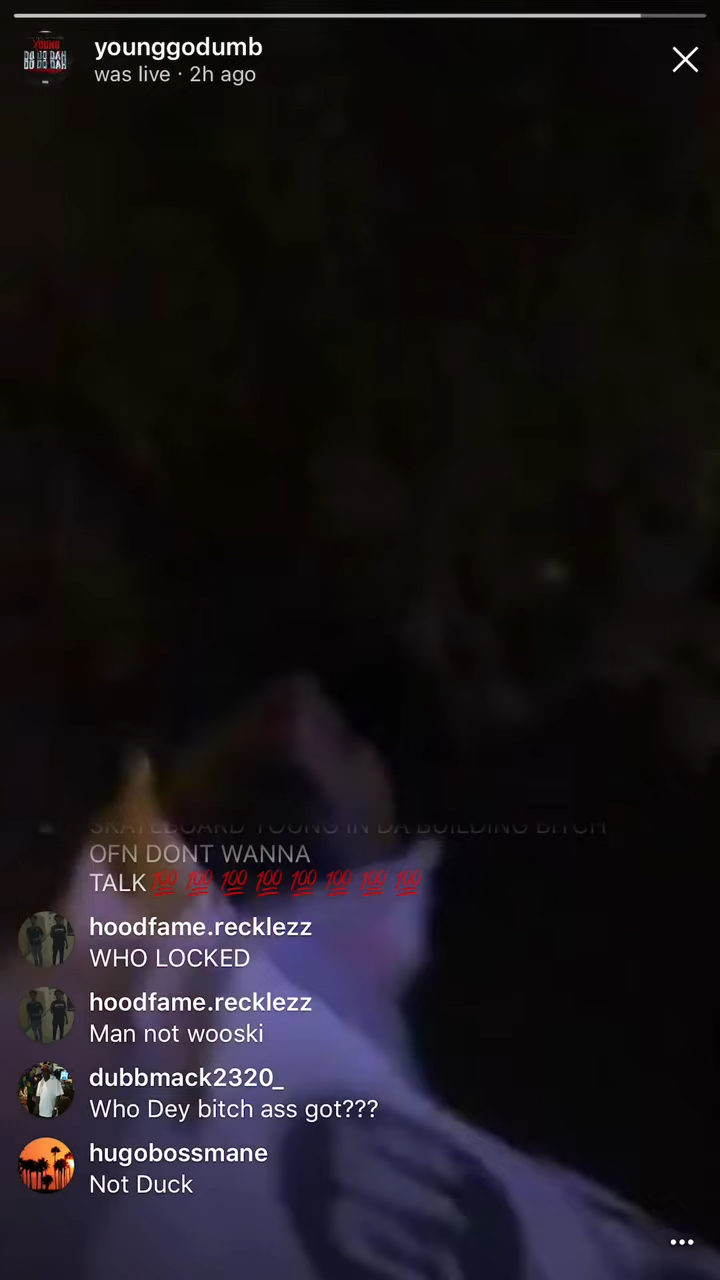 younggodumb
was live · 2h ago
SKATEBOARD YOUNG IN DA BUILDING BITCH
OFN DONT WANNA
TALK 💯 💯 💯 💯 💯 💯 💯 💯
hoodfame.recklezz
WHO LOCKED
hoodfame.recklezz
Man not wooski
dubbmack2320_
Who Dey bitch ass got???
hugobossmane
Not Duck